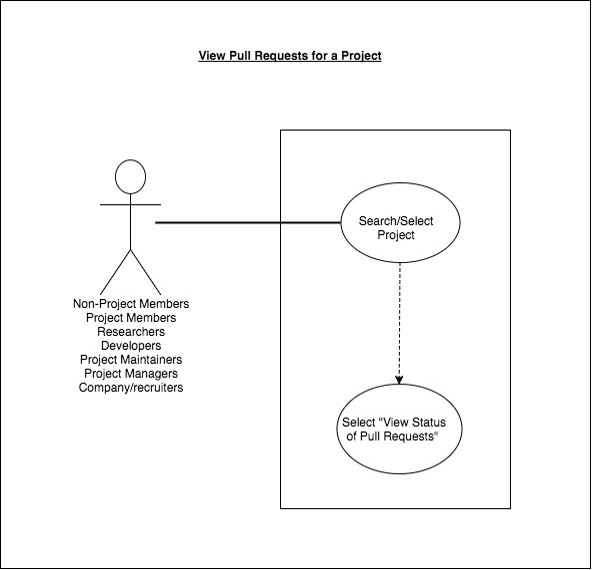 View Pull Requests for a Project
Search/Select
Project
Non-Project Members
Project Members
Researchers
Developers
Project Maintainers
Project Managers
Company/recruiters
Select "View Status
of Pull Requests"